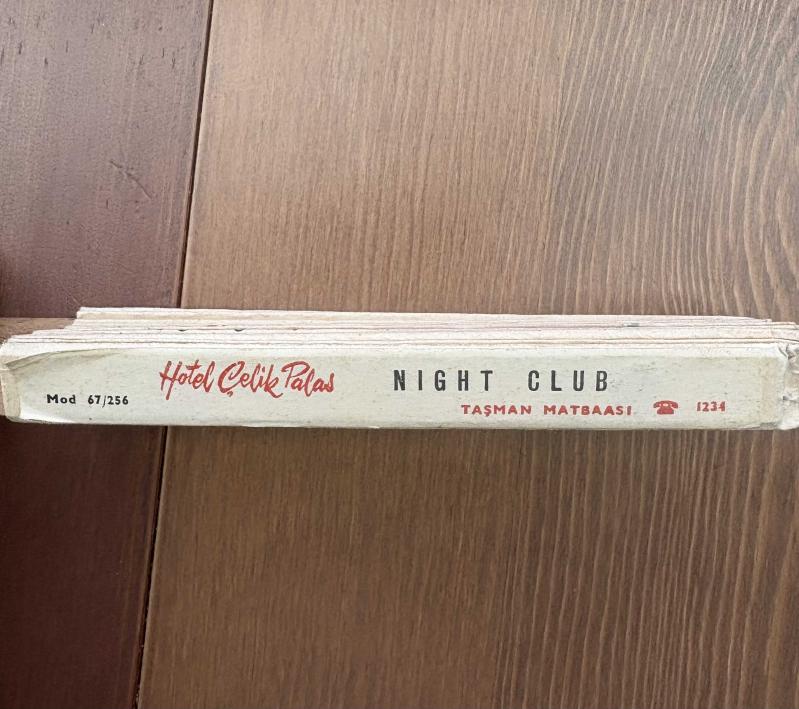 Hotel Çelik Palas NIGHT CLUB
Mod 67/256 TAŞMAN MATBAASI ☎ 1234